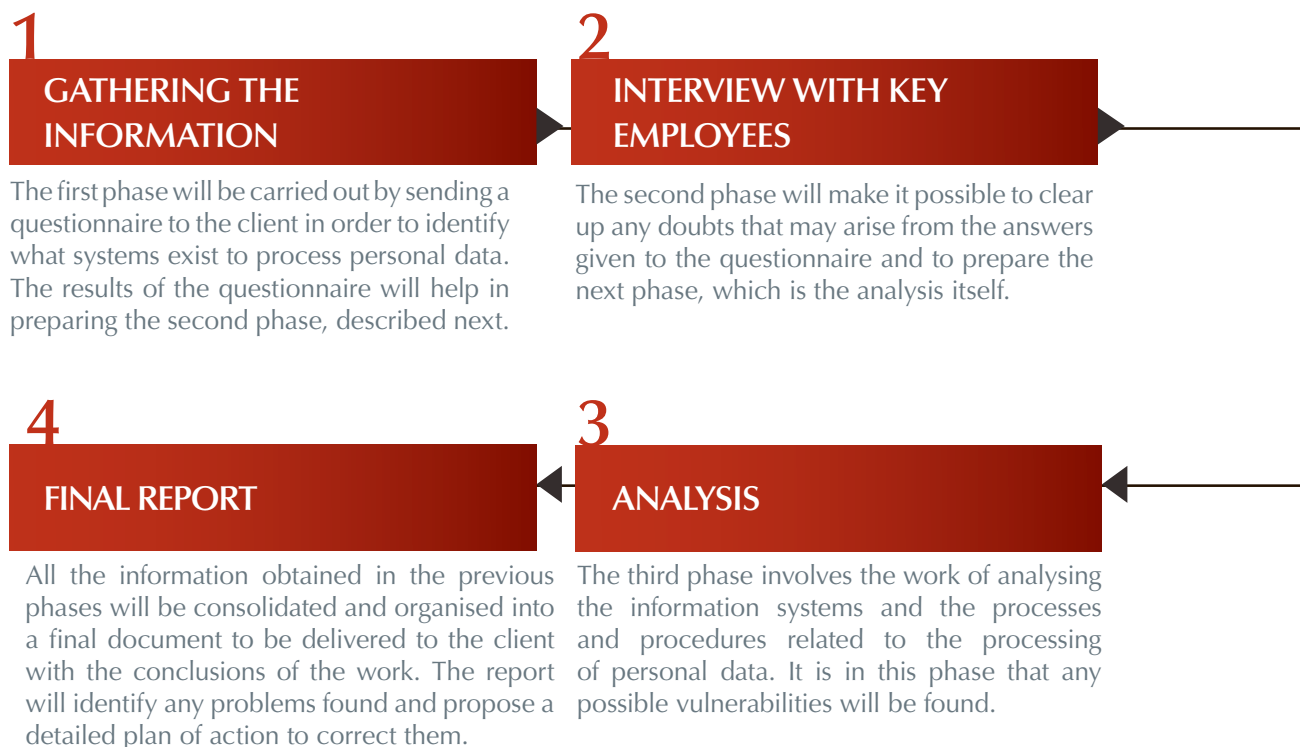 1
GATHERING THE
INFORMATION
The first phase will be carried out by sending a
questionnaire to the client in order to identify
what systems exist to process personal data.
The results of the questionnaire will help in
preparing the second phase, described next.
2
INTERVIEW WITH KEY
EMPLOYEES
The second phase will make it possible to clear
up any doubts that may arise from the answers
given to the questionnaire and to prepare the
next phase, which is the analysis itself.
3
ANALYSIS
The third phase involves the work of analysing
the information systems and the processes
and procedures related to the processing
of personal data. It is in this phase that any
possible vulnerabilities will be found.
4
FINAL REPORT
All the information obtained in the previous
phases will be consolidated and organised into
a final document to be delivered to the client
with the conclusions of the work. The report
will identify any problems found and propose a
detailed plan of action to correct them.